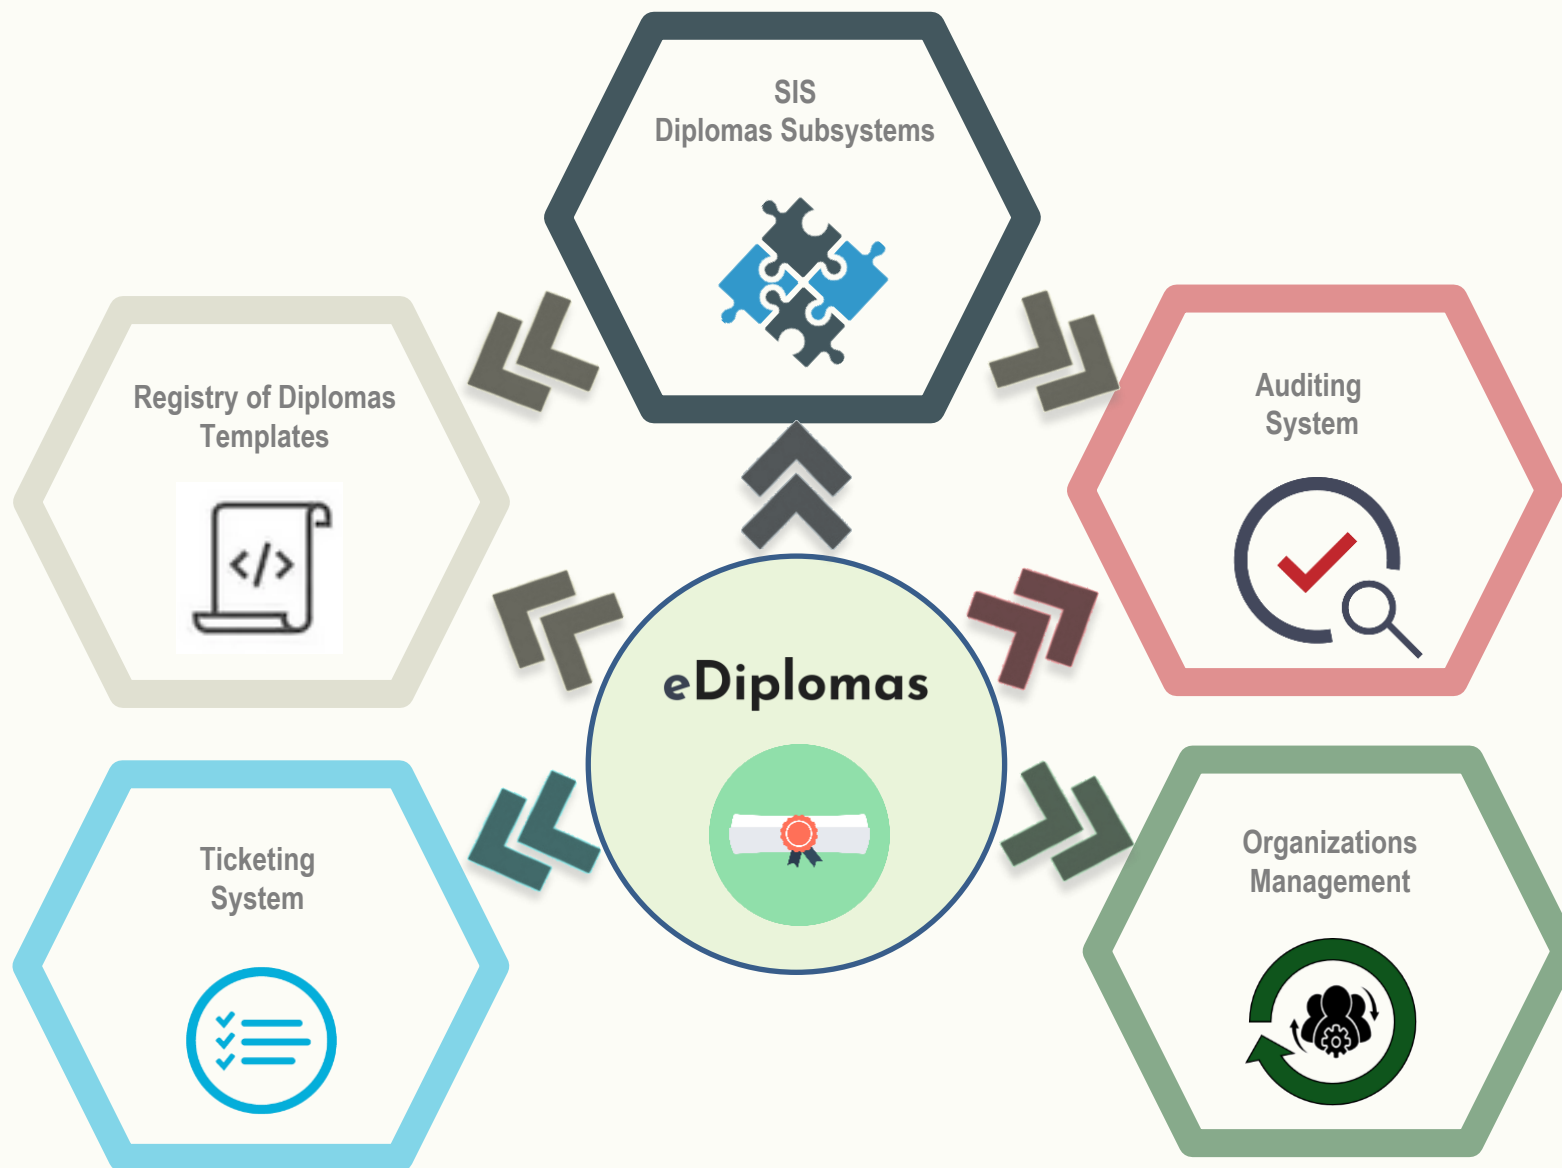 SIS
Diplomas Subsystems
Registry of Diplomas
Templates
</>
Auditing
System
eDiplomas
Ticketing
System
Organizations
Management